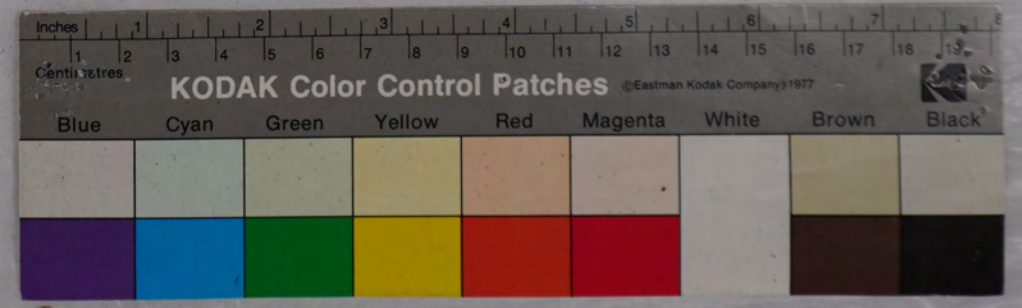 Inches 1 2 3 4 5 6 7 8
1 2 3 4 5 6 7 8 9 10 11 12 13 14 15 16 17 18 19
Centimetres
KODAK Color Control Patches ©Eastman Kodak Company, 1977
Blue Cyan Green Yellow Red Magenta White Brown Black